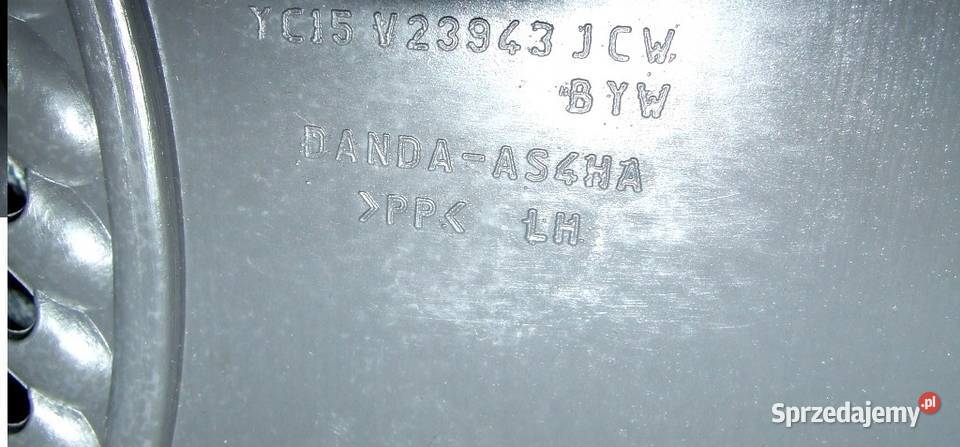 YC15 V23943 JCW
BYW
DANDA-AS4HA
>PP< LH
Sprzedajemy.pl